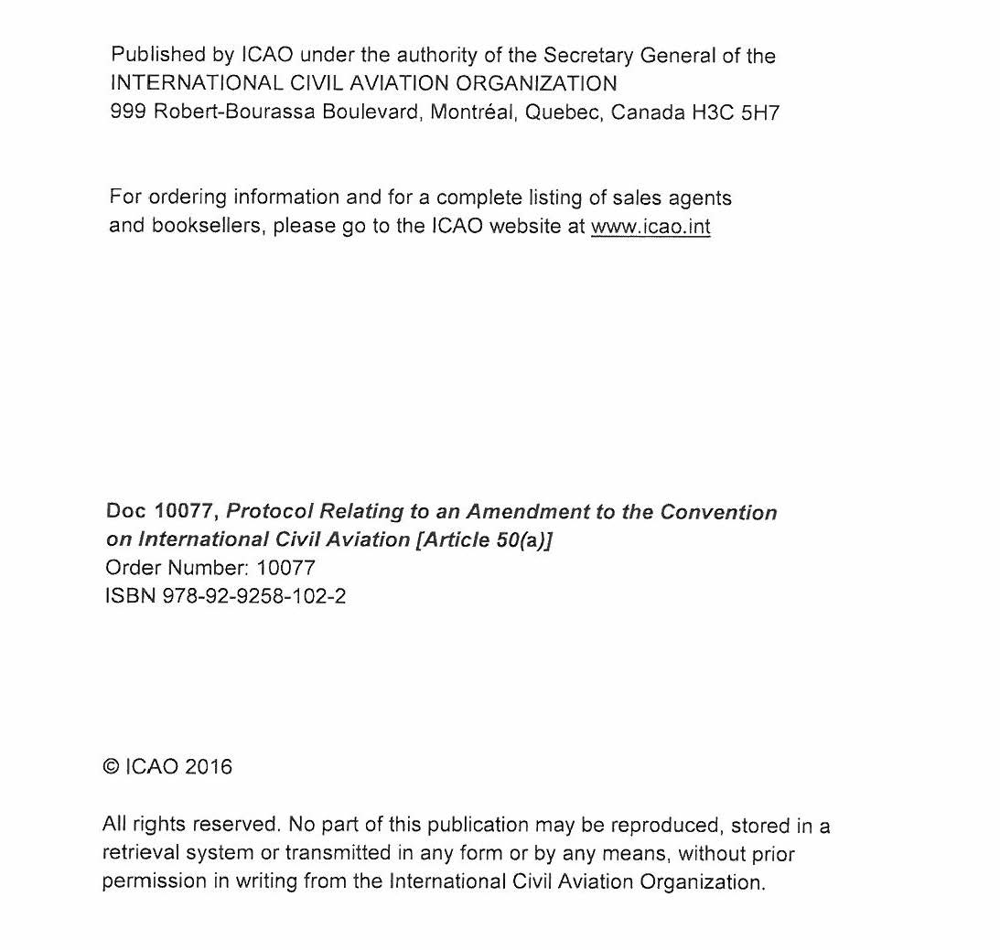 Published by ICAO under the authority of the Secretary General of the
INTERNATIONAL CIVIL AVIATION ORGANIZATION
999 Robert-Bourassa Boulevard, Montréal, Quebec, Canada H3C 5H7
For ordering information and for a complete listing of sales agents
and booksellers, please go to the ICAO website at www.icao.int
Doc 10077, Protocol Relating to an Amendment to the Convention
on International Civil Aviation [Article 50(a)]
Order Number: 10077
ISBN 978-92-9258-102-2
© ICAO 2016
All rights reserved. No part of this publication may be reproduced, stored in a
retrieval system or transmitted in any form or by any means, without prior
permission in writing from the International Civil Aviation Organization.